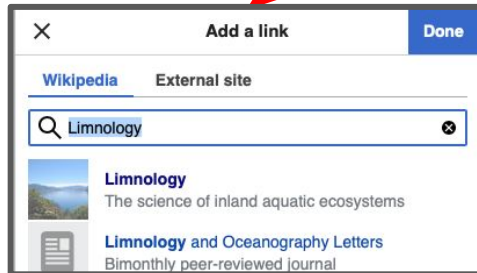 Add a link Done
Wikipedia External site
Limnology
Limnology
The science of inland aquatic ecosystems
Limnology and Oceanography Letters
Bimonthly peer-reviewed journal